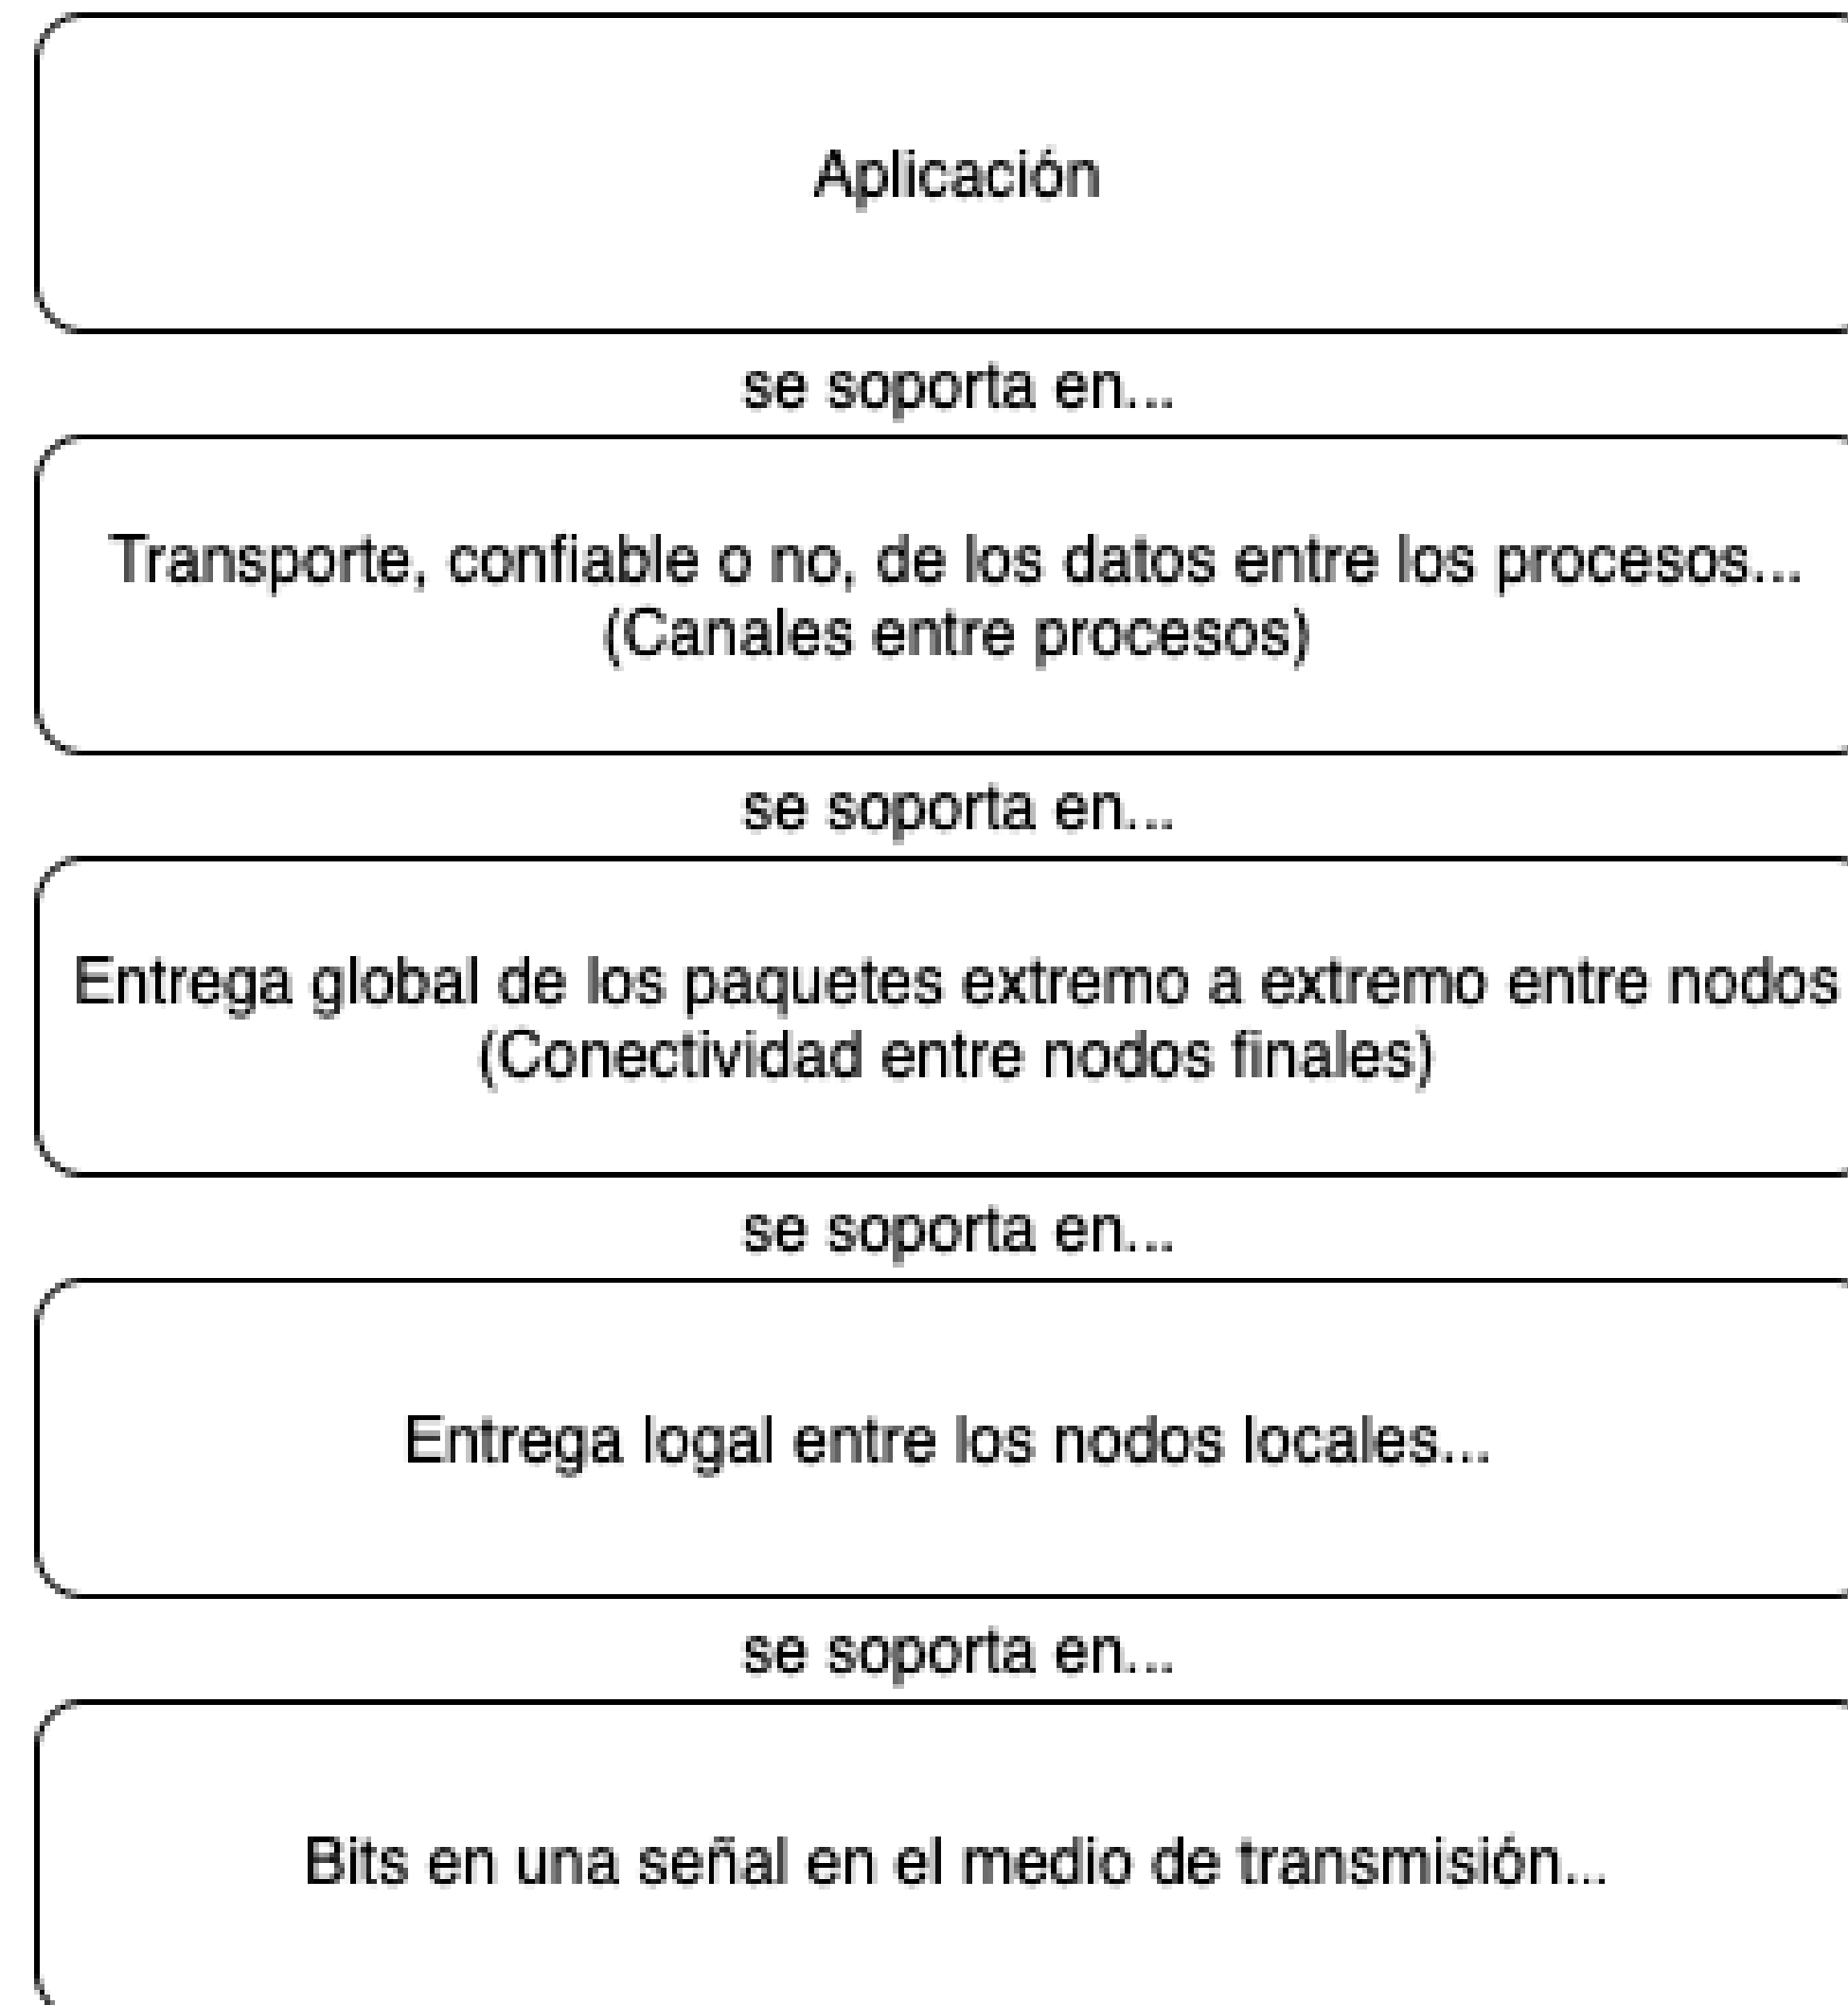 Aplicación
se soporta en...
Transporte, confiable o no, de los datos entre los procesos...
(Canales entre procesos)
se soporta en...
Entrega global de los paquetes extremo a extremo entre nodos
(Conectividad entre nodos finales)
se soporta en...
Entrega logal entre los nodos locales...
se soporta en...
Bits en una señal en el medio de transmisión...